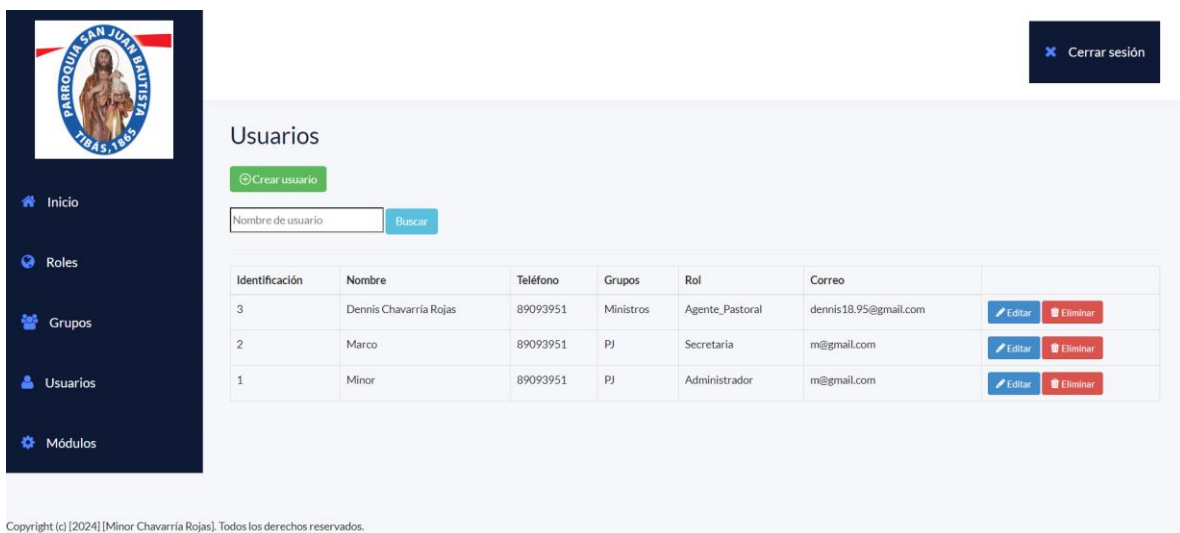 PARROQUIA SAN JUAN BAUTISTA
TIBÁS, 1865
Cerrar sesión
Inicio
Roles
Grupos
Usuarios
Módulos
Usuarios
Crear usuario
Nombre de usuario Buscar
Identificación Nombre Teléfono Grupos Rol Correo
3 Dennis Chavarría Rojas 89093951 Ministros Agente_Pastoral dennis18.95@gmail.com Editar Eliminar
2 Marco 89093951 PJ Secretaria m@gmail.com Editar Eliminar
1 Minor 89093951 PJ Administrador m@gmail.com Editar Eliminar
Copyright (c) [2024] [Minor Chavarría Rojas]. Todos los derechos reservados.